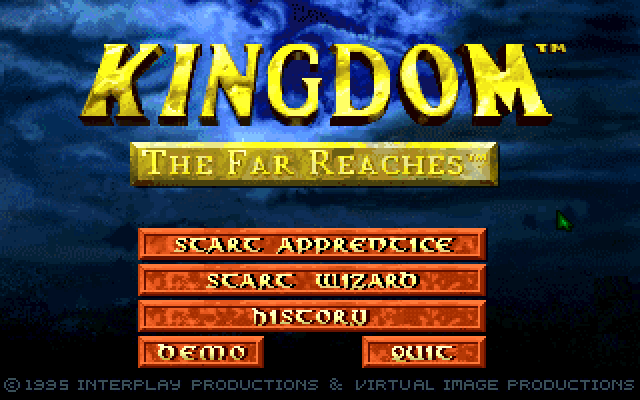 KINGDOM™
THE FAR REACHES™
START APPRENTICE
START WIZARD
HISTORY
DEMO QUIT
©1995 INTERPLAY PRODUCTIONS & VIRTUAL IMAGE PRODUCTIONS